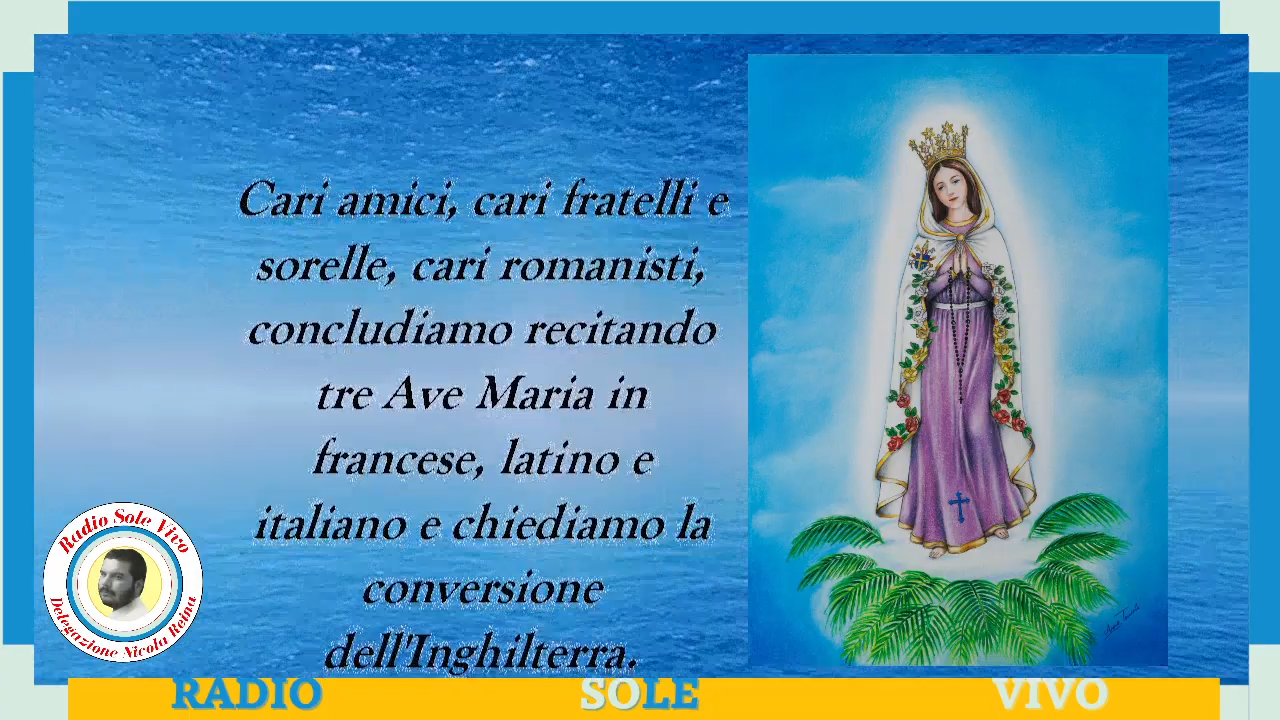 Cari amici, cari fratelli e
sorelle, cari romanisti,
concludiamo recitando
tre Ave Maria in
francese, latino e
italiano e chiediamo la
conversione
dell'Inghilterra.
Radio Sole Vivo
Delegazione Nicola Reina
RADIO SOLE VIVO